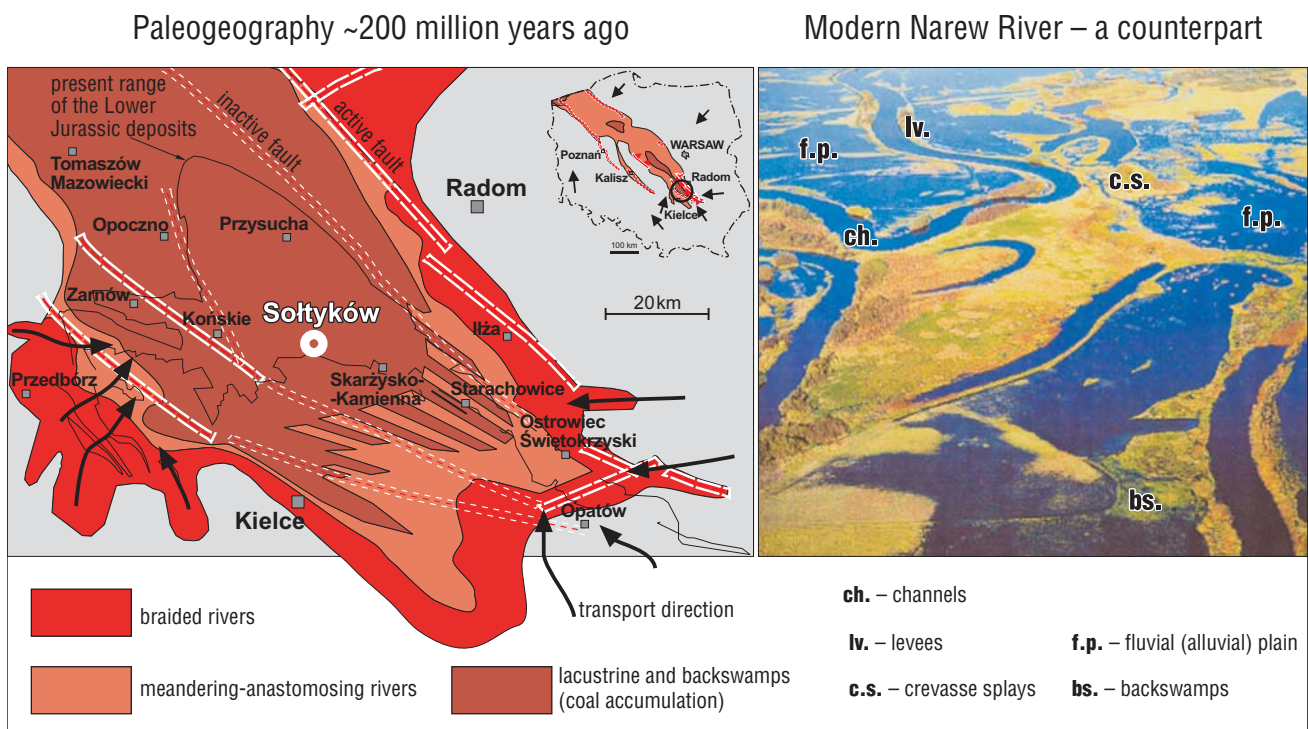 Paleogeography ~200 million years ago
Modern Narew River – a counterpart
present range
of the Lower
Jurassic deposits
inactive fault
active fault
Tomaszów
Mazowiecki
Opoczno
Przysucha
Radom
Żarnów
Końskie
Sołtyków
Iłża
Przedbórz
Skarżysko-
-Kamienna
Starachowice
Ostrowiec
Świętokrzyski
Kielce
Opatów
20km
Poznań
WARSAW
Kalisz
Radom
Kielce
100 km
lv.
f.p.
c.s.
f.p.
ch.
bs.
braided rivers
transport direction
meandering-anastomosing rivers
lacustrine and backswamps
(coal accumulation)
ch. – channels
lv. – levees
f.p. – fluvial (alluvial) plain
c.s. – crevasse splays
bs. – backswamps